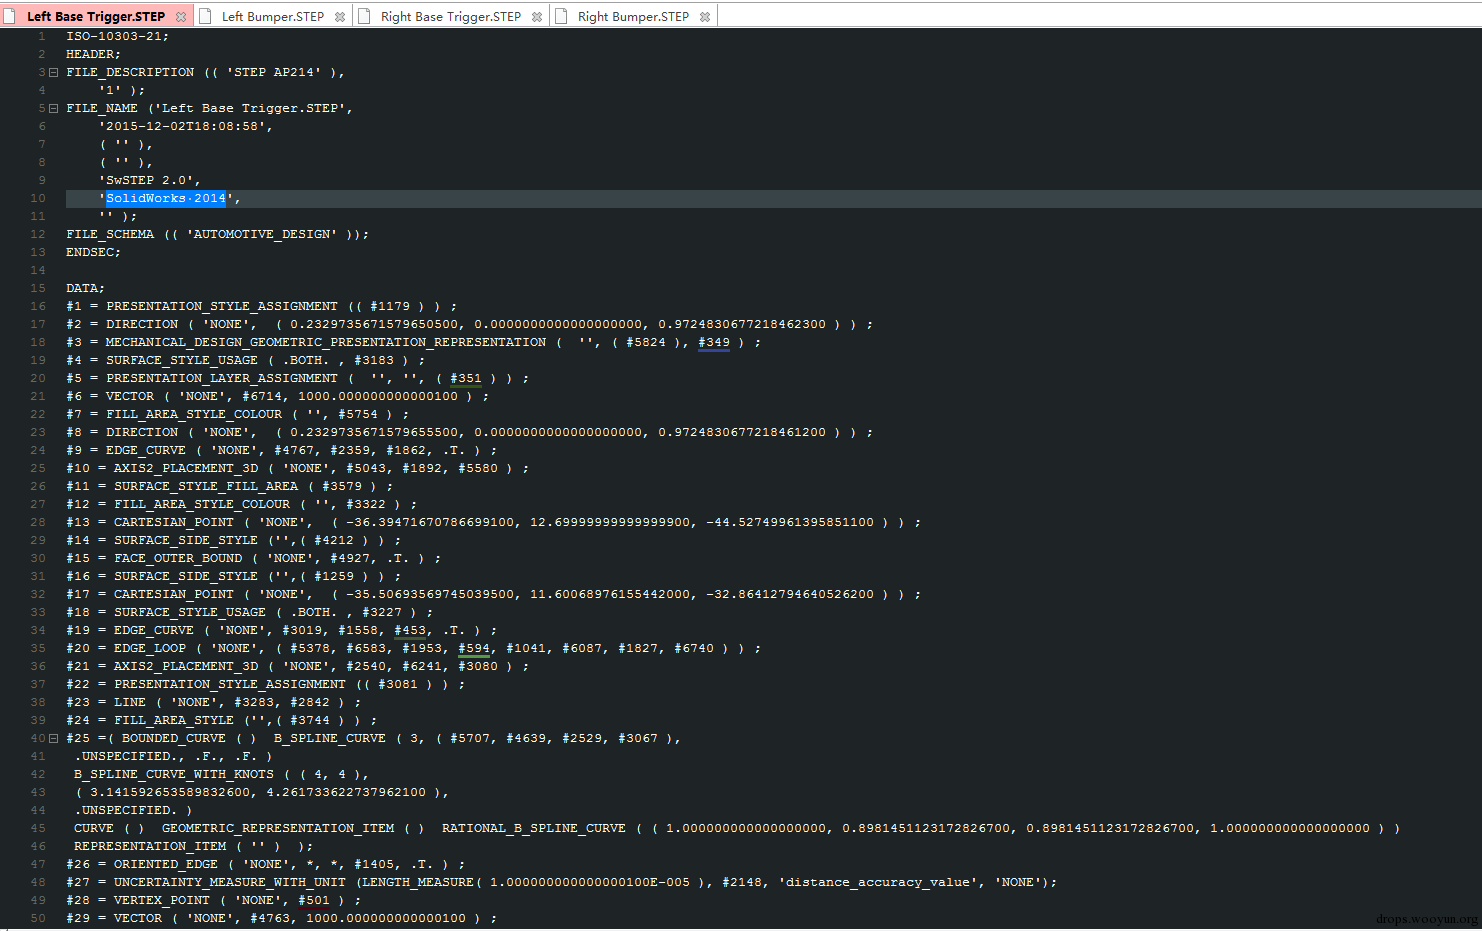 Left Base Trigger.STEP Left Bumper.STEP Right Base Trigger.STEP Right Bumper.STEP
1 ISO-10303-21;
2 HEADER;
3 FILE_DESCRIPTION (( 'STEP AP214' ),
4 '1' );
5 FILE_NAME ('Left Base Trigger.STEP',
6 '2015-12-02T18:08:58',
7 ( '' ),
8 ( '' ),
9 'SwSTEP 2.0',
10 'SolidWorks·2014',
11 '' );
12 FILE_SCHEMA (( 'AUTOMOTIVE_DESIGN' ));
13 ENDSEC;
14
15 DATA;
16 #1 = PRESENTATION_STYLE_ASSIGNMENT (( #1179 ) ) ;
17 #2 = DIRECTION ( 'NONE', ( 0.2329735671579650500, 0.0000000000000000000, 0.9724830677218462300 ) ) ;
18 #3 = MECHANICAL_DESIGN_GEOMETRIC_PRESENTATION_REPRESENTATION ( '', ( #5824 ), #349 ) ;
19 #4 = SURFACE_STYLE_USAGE ( .BOTH. , #3183 ) ;
20 #5 = PRESENTATION_LAYER_ASSIGNMENT ( '', '', ( #351 ) ) ;
21 #6 = VECTOR ( 'NONE', #6714, 1000.000000000000100 ) ;
22 #7 = FILL_AREA_STYLE_COLOUR ( '', #5754 ) ;
23 #8 = DIRECTION ( 'NONE', ( 0.2329735671579655500, 0.0000000000000000000, 0.9724830677218461200 ) ) ;
24 #9 = EDGE_CURVE ( 'NONE', #4767, #2359, #1862, .T. ) ;
25 #10 = AXIS2_PLACEMENT_3D ( 'NONE', #5043, #1892, #5580 ) ;
26 #11 = SURFACE_STYLE_FILL_AREA ( #3579 ) ;
27 #12 = FILL_AREA_STYLE_COLOUR ( '', #3322 ) ;
28 #13 = CARTESIAN_POINT ( 'NONE', ( -36.39471670786699100, 12.69999999999999900, -44.52749961395851100 ) ) ;
29 #14 = SURFACE_SIDE_STYLE ('',( #4212 ) ) ;
30 #15 = FACE_OUTER_BOUND ( 'NONE', #4927, .T. ) ;
31 #16 = SURFACE_SIDE_STYLE ('',( #1259 ) ) ;
32 #17 = CARTESIAN_POINT ( 'NONE', ( -35.50693569745039500, 11.60068976155442000, -32.86412794640526200 ) ) ;
33 #18 = SURFACE_STYLE_USAGE ( .BOTH. , #3227 ) ;
34 #19 = EDGE_CURVE ( 'NONE', #3019, #1558, #453, .T. ) ;
35 #20 = EDGE_LOOP ( 'NONE', ( #5378, #6583, #1953, #594, #1041, #6087, #1827, #6740 ) ) ;
36 #21 = AXIS2_PLACEMENT_3D ( 'NONE', #2540, #6241, #3080 ) ;
37 #22 = PRESENTATION_STYLE_ASSIGNMENT (( #3081 ) ) ;
38 #23 = LINE ( 'NONE', #3283, #2842 ) ;
39 #24 = FILL_AREA_STYLE ('',( #3744 ) ) ;
40 #25 =( BOUNDED_CURVE ( ) B_SPLINE_CURVE ( 3, ( #5707, #4639, #2529, #3067 ),
41 .UNSPECIFIED., .F., .F. )
42 B_SPLINE_CURVE_WITH_KNOTS ( ( 4, 4 ),
43 ( 3.141592653589832600, 4.261733622737962100 ),
44 .UNSPECIFIED. )
45 CURVE ( ) GEOMETRIC_REPRESENTATION_ITEM ( ) RATIONAL_B_SPLINE_CURVE ( ( 1.000000000000000000, 0.8981451123172826700, 0.8981451123172826700, 1.000000000000000000 ) )
46 REPRESENTATION_ITEM ( '' ) );
47 #26 = ORIENTED_EDGE ( 'NONE', *, *, #1405, .T. ) ;
48 #27 = UNCERTAINTY_MEASURE_WITH_UNIT (LENGTH_MEASURE( 1.000000000000000100E-005 ), #2148, 'distance_accuracy_value', 'NONE');
49 #28 = VERTEX_POINT ( 'NONE', #501 ) ;
50 #29 = VECTOR ( 'NONE', #4763, 1000.000000000000100 ) ;
drops.wooyun.org